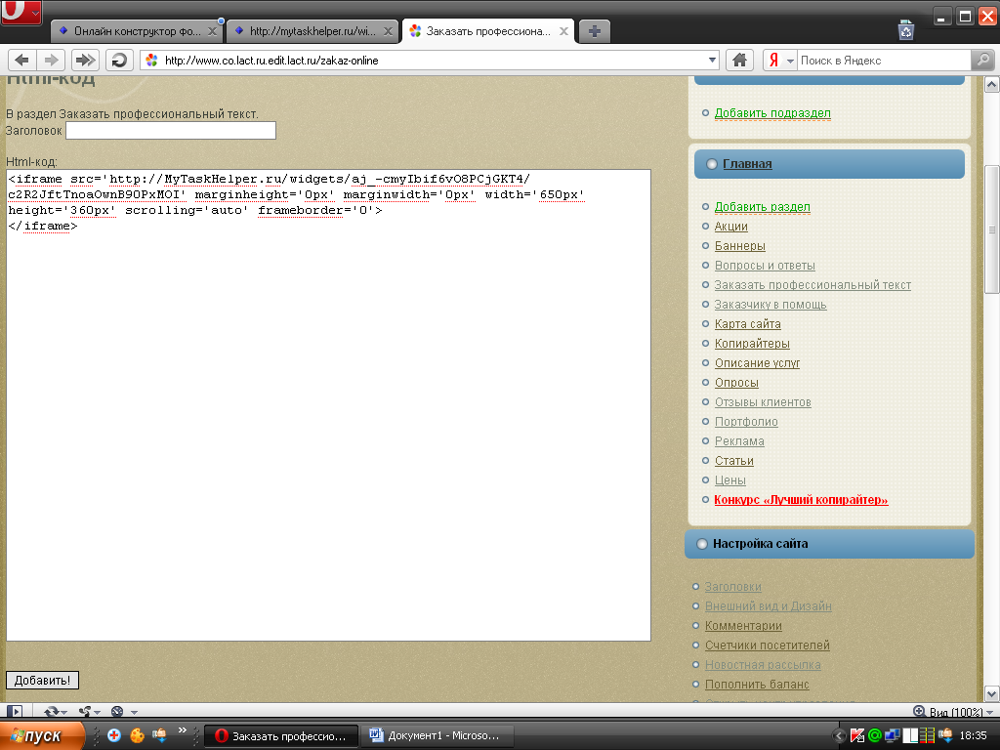 Онлайн конструктор фо...
http://mytaskhelper.ru/wi...
Заказать профессиона...
http://www.co.lact.ru.edit.lact.ru/zakaz-online
Поиск в Яндекс
Html-код
В раздел Заказать профессиональный текст.
Заголовок
Html-код:
<iframe src='http://MyTaskHelper.ru/widgets/aj_-cmyIbif6vO8PCjGKT4/
c2R2JftTnoaOwnB90PxMOI' marginheight='0px' marginwidth='0px' width='650px'
height='360px' scrolling='auto' frameborder='0'>
</iframe>
Добавить!
Добавить подраздел
Главная
Добавить раздел
Акции
Баннеры
Вопросы и ответы
Заказать профессиональный текст
Заказчику в помощь
Карта сайта
Копирайтеры
Описание услуг
Опросы
Отзывы клиентов
Портфолио
Реклама
Статьи
Цены
Конкурс «Лучший копирайтер»
Настройка сайта
Заголовки
Внешний вид и Дизайн
Комментарии
Счетчики посетителей
Новостная рассылка
Пополнить баланс
Вид (100%)
пуск
Заказать профессио...
Документ1 - Microso...
18:35